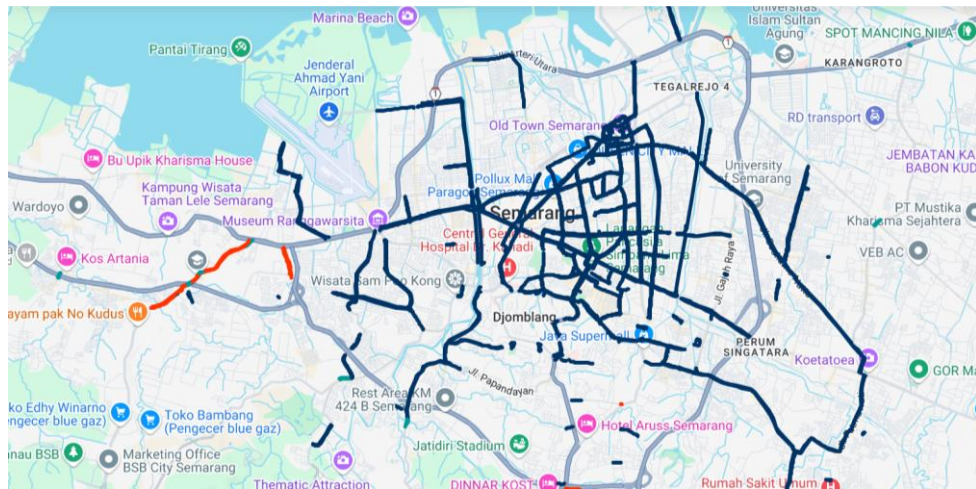 Marina Beach
Universitas
Islam Sultan
Agung
SPOT MANCING NILA
Pantai Tirang
Arteri Utara
KARANGROTO
Jenderal
Ahmad Yani
Airport
TEGALREJO 4
Old Town Semarang
RD transport
Bu Upik Kharisma House
JEMBATAN KA
BABON KUD
Kampung Wisata
Taman Lele Semarang
Pollux Mall
Paragon Semarang
University
of Semarang
Wardoyo
Museum Ranggawarsita
Semarang
PT Mustika
Kharisma Sejahtera
Kos Artania
Central General
Hospital Dr. Kariadi
Wisata Sam Poo Kong
Jl. Gajah Raya
VEB AC
ayam pak No Kudus
Djomblang
Java Supermall
PERUM
SINGATARA
Koetatoea
GOR Ma
Jl. Papandayan
Rest Area KM
424 B Semarang
ko Edhy Winarno
engecer blue gaz)
Toko Bambang
(Pengecer blue gaz)
Hotel Aruss Semarang
Jatidiri Stadium
anau BSB
Marketing Office
BSB City Semarang
Thematic Attraction
DINNAR KOST
Rumah Sakit Umum